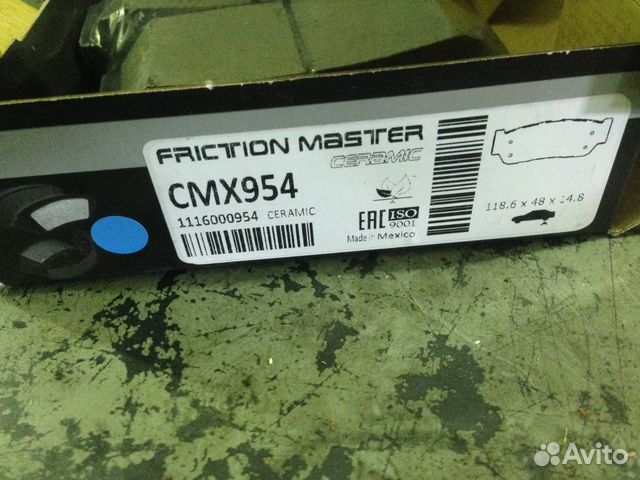 FRICTION MASTER
CERAMIC
CMX954
1116000954 CERAMIC
EAC ISO 9001
Made in Mexico
118.6 x 48 x 14.8
Avito